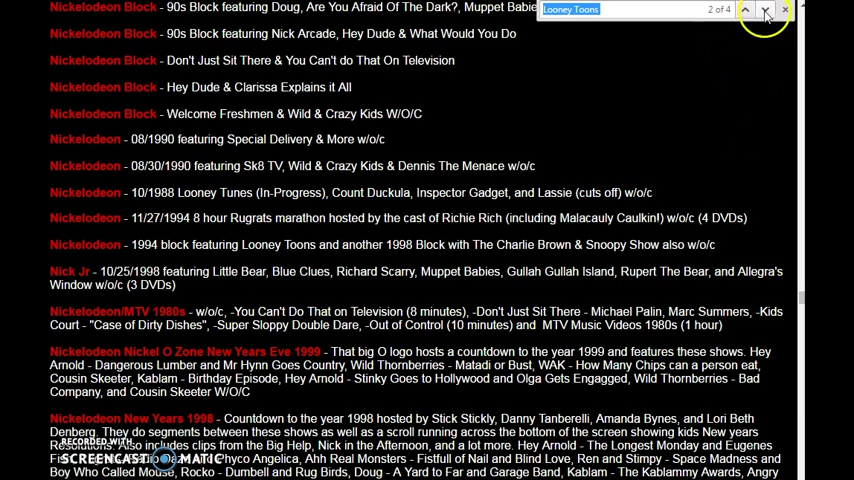 Nickelodeon Block - 90s Block featuring Doug, Are You Afraid Of The Dark?, Muppet Babie
Looney Toons 2 of 4
Nickelodeon Block - 90s Block featuring Nick Arcade, Hey Dude & What Would You Do
Nickelodeon Block - Don't Just Sit There & You Can't do That On Television
Nickelodeon Block - Hey Dude & Clarissa Explains it All
Nickelodeon Block - Welcome Freshmen & Wild & Crazy Kids W/O/C
Nickelodeon - 08/1990 featuring Special Delivery & More w/o/c
Nickelodeon - 08/30/1990 featuring Sk8 TV, Wild & Crazy Kids & Dennis The Menace w/o/c
Nickelodeon - 10/1988 Looney Tunes (In-Progress), Count Duckula, Inspector Gadget, and Lassie (cuts off) w/o/c
Nickelodeon - 11/27/1994 8 hour Rugrats marathon hosted by the cast of Richie Rich (including Malacauly Caulkin!) w/o/c (4 DVDs)
Nickelodeon - 1994 block featuring Looney Toons and another 1998 Block with The Charlie Brown & Snoopy Show also w/o/c
Nick Jr - 10/25/1998 featuring Little Bear, Blue Clues, Richard Scarry, Muppet Babies, Gullah Gullah Island, Rupert The Bear, and Allegra's
Window w/o/c (3 DVDs)
Nickelodeon/MTV 1980s - w/o/c, -You Can't Do That on Television (8 minutes), -Don't Just Sit There - Michael Palin, Marc Summers, -Kids
Court - "Case of Dirty Dishes", -Super Sloppy Double Dare, -Out of Control (10 minutes) and MTV Music Videos 1980s (1 hour)
Nickelodeon Nickel O Zone New Years Eve 1999 - That big O logo hosts a countdown to the year 1999 and features these shows. Hey
Arnold - Dangerous Lumber and Mr Hynn Goes Country, Wild Thornberries - Matadi or Bust, WAK - How Many Chips can a person eat,
Cousin Skeeter, Kablam - Birthday Episode, Hey Arnold - Stinky Goes to Hollywood and Olga Gets Engagged, Wild Thornberries - Bad
Company, and Cousin Skeeter W/O/C
Nickelodeon New Years 1998 - Countdown to the year 1998 hosted by Stick Stickly, Danny Tanberelli, Amanda Bynes, and Lori Beth
Denberg. They do segments between these shows as well as a scroll running across the bottom of the screen showing kids New years
Resolutions. Also includes clips from the Big Help, Nick in the Afternoon, and a lot more. Hey Arnold - The Longest Monday and Eugenes
Phyco Angelica, Ahh Real Monsters - Fistfull of Nail and Blind Love, Ren and Stimpy - Space Madness and
Boy Who Called Mouse, Rocko - Dumbell and Rug Birds, Doug - A Yard to Far and Garage Band, Kablam - The Kablammy Awards, Angry
RECORDED WITH
SCREENCAST MATIC